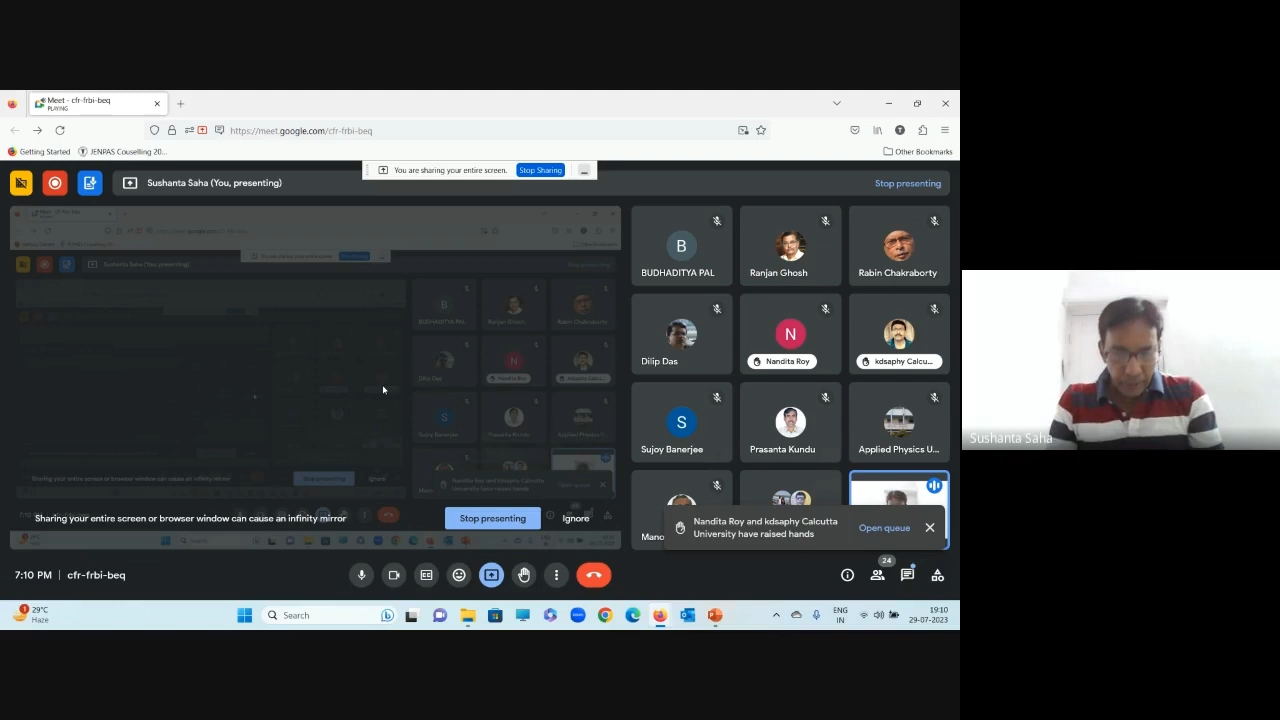 Meet - cfr-frbi-beq
PLAYING
https://meet.google.com/cfr-frbi-beq
Getting Started
JENPAS Couselling 20...
Other Bookmarks
You are sharing your entire screen.
Stop Sharing
Sushanta Saha (You, presenting)
Stop presenting
B
BUDHADITYA PAL
Ranjan Ghosh
Rabin Chakraborty
Dilip Das
N
Nandita Roy
kdsaphy Calcu...
S
Sujoy Banerjee
Prasanta Kundu
Applied Physics U...
Mano
Nandita Roy and kdsaphy Calcutta
University have raised hands
Open queue
Sharing your entire screen or browser window can cause an infinity mirror
Stop presenting
Ignore
Sushanta Saha
7:10 PM | cfr-frbi-beq
24
1
29°C
Haze
Search
ENG
IN
19:10
29-07-2023